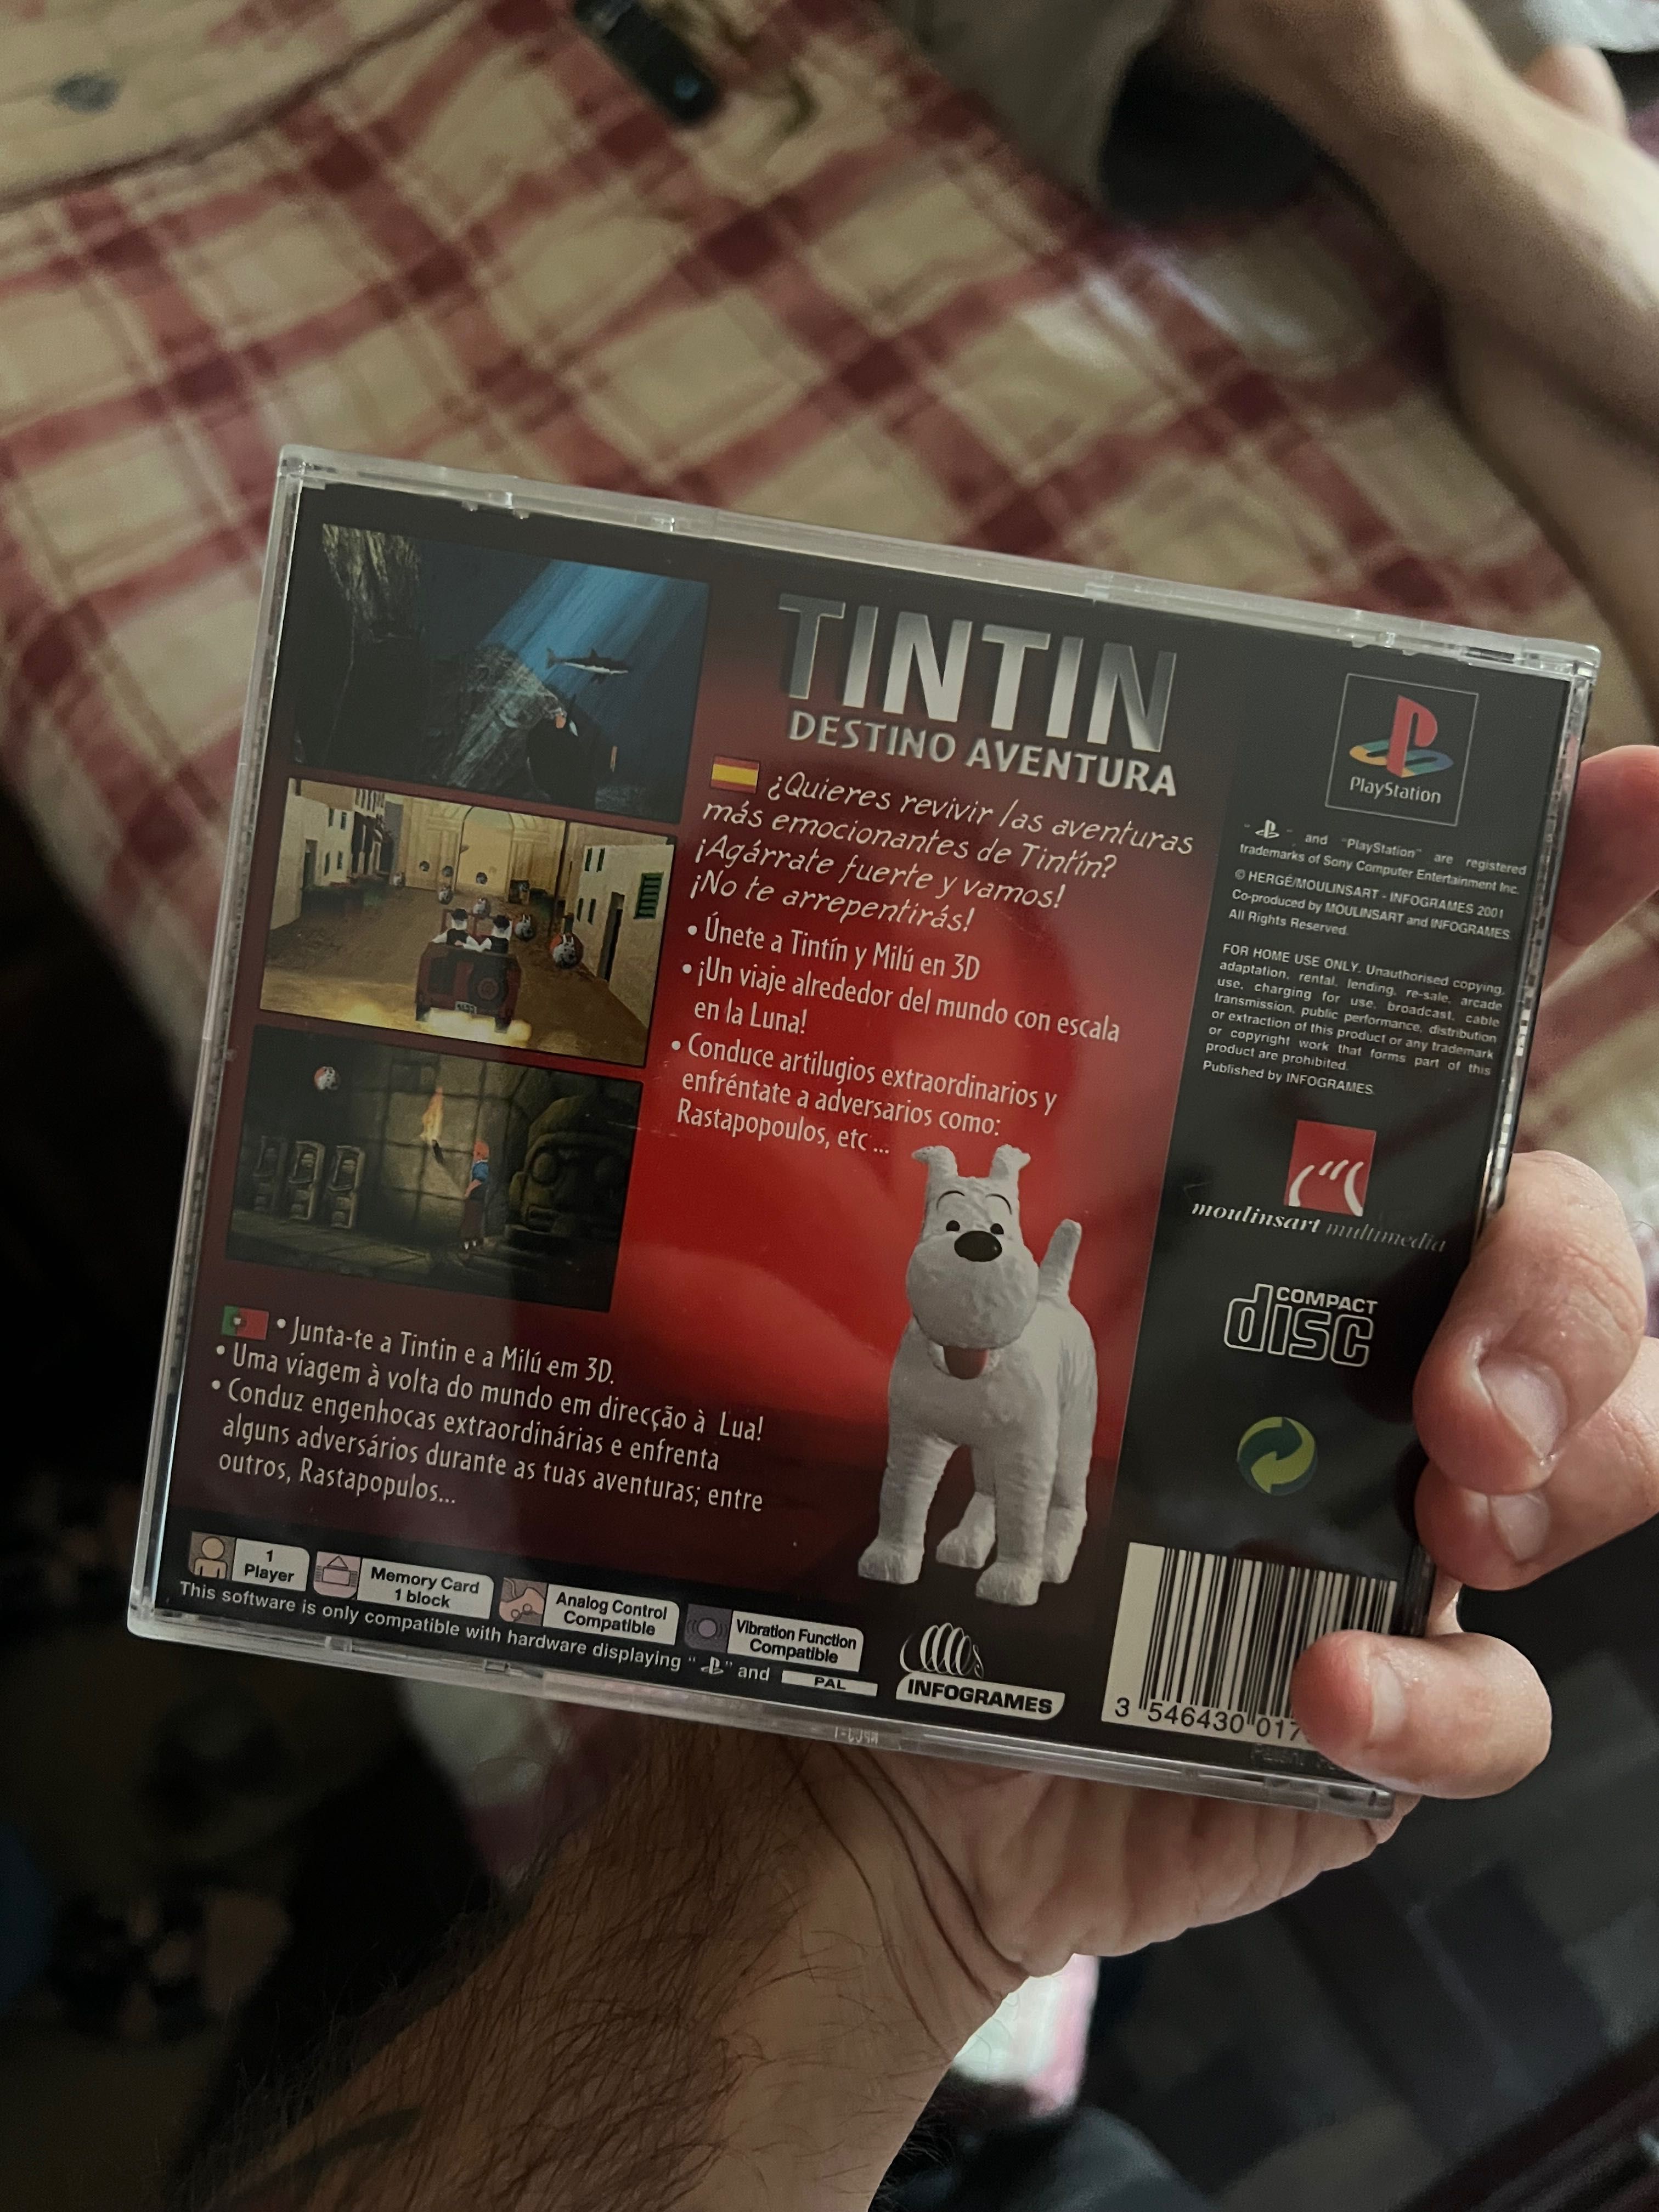 TINTIN
DESTINO AVENTURA
¿Quieres revivir las aventuras
más emocionantes de Tintín?
¡Agárrate fuerte y vamos!
¡No te arrepentirás!
• Únete a Tintín y Milú en 3D
• ¡Un viaje alrededor del mundo con escala
en la Luna!
• Conduce artilugios extraordinarios y
enfréntate a adversarios como:
Rastapopoulos, etc ...
• Junta-te a Tintin e a Milú em 3D.
• Uma viagem à volta do mundo em direcção à Lua!
• Conduz engenhocas extraordinárias e enfrenta
alguns adversários durante as tuas aventuras; entre
outros, Rastapopulos...
1
Player
Memory Card
1 block
Analog Control
Compatible
Vibration Function
Compatible
This software is only compatible with hardware displaying " " and PAL
INFOGRAMES
PlayStation
" " and "PlayStation" are registered
trademarks of Sony Computer Entertainment Inc.
© HERGÉ/MOULINSART - INFOGRAMES 2001
Co-produced by MOULINSART and INFOGRAMES.
All Rights Reserved.
FOR HOME USE ONLY. Unauthorised copying,
adaptation, rental, lending, re-sale, arcade
use, charging for use, broadcast, cable
transmission, public performance, distribution
or extraction of this product or any trademark
or copyright work that forms part of this
product are prohibited.
Published by INFOGRAMES.
moulinsart multimedia
COMPACT
disc
3 546430 017